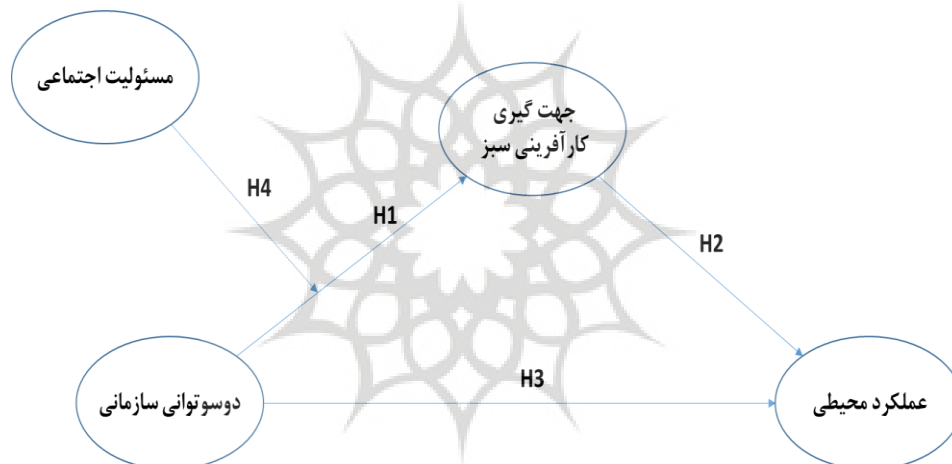 مسئولیت اجتماعی
جهت گیری
کارآفرینی سبز
H4
H1
H2
H3
دوسوتوانی سازمانی
عملکرد محیطی